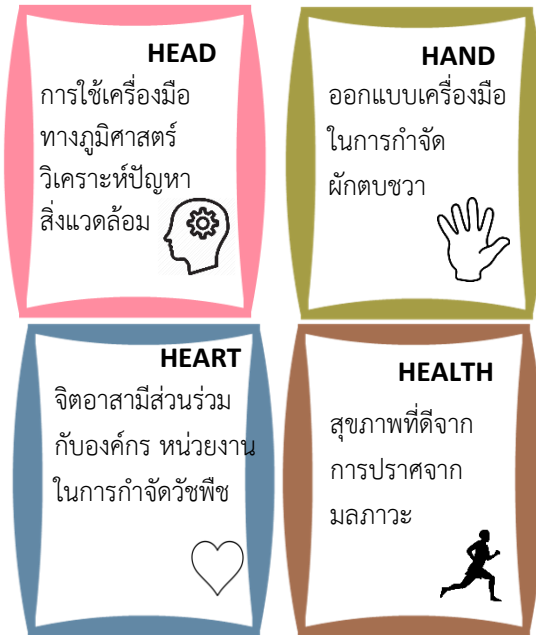 HEAD
การใช้เครื่องมือ
ทางภูมิศาสตร์
วิเคราะห์ปัญหา
สิ่งแวดล้อม
HAND
ออกแบบเครื่องมือ
ในการกำจัด
ผักตบชวา
HEART
จิตอาสามีส่วนร่วม
กับองค์กร หน่วยงาน
ในการกำจัดวัชพืช
HEALTH
สุขภาพที่ดีจาก
การปราศจาก
มลภาวะ